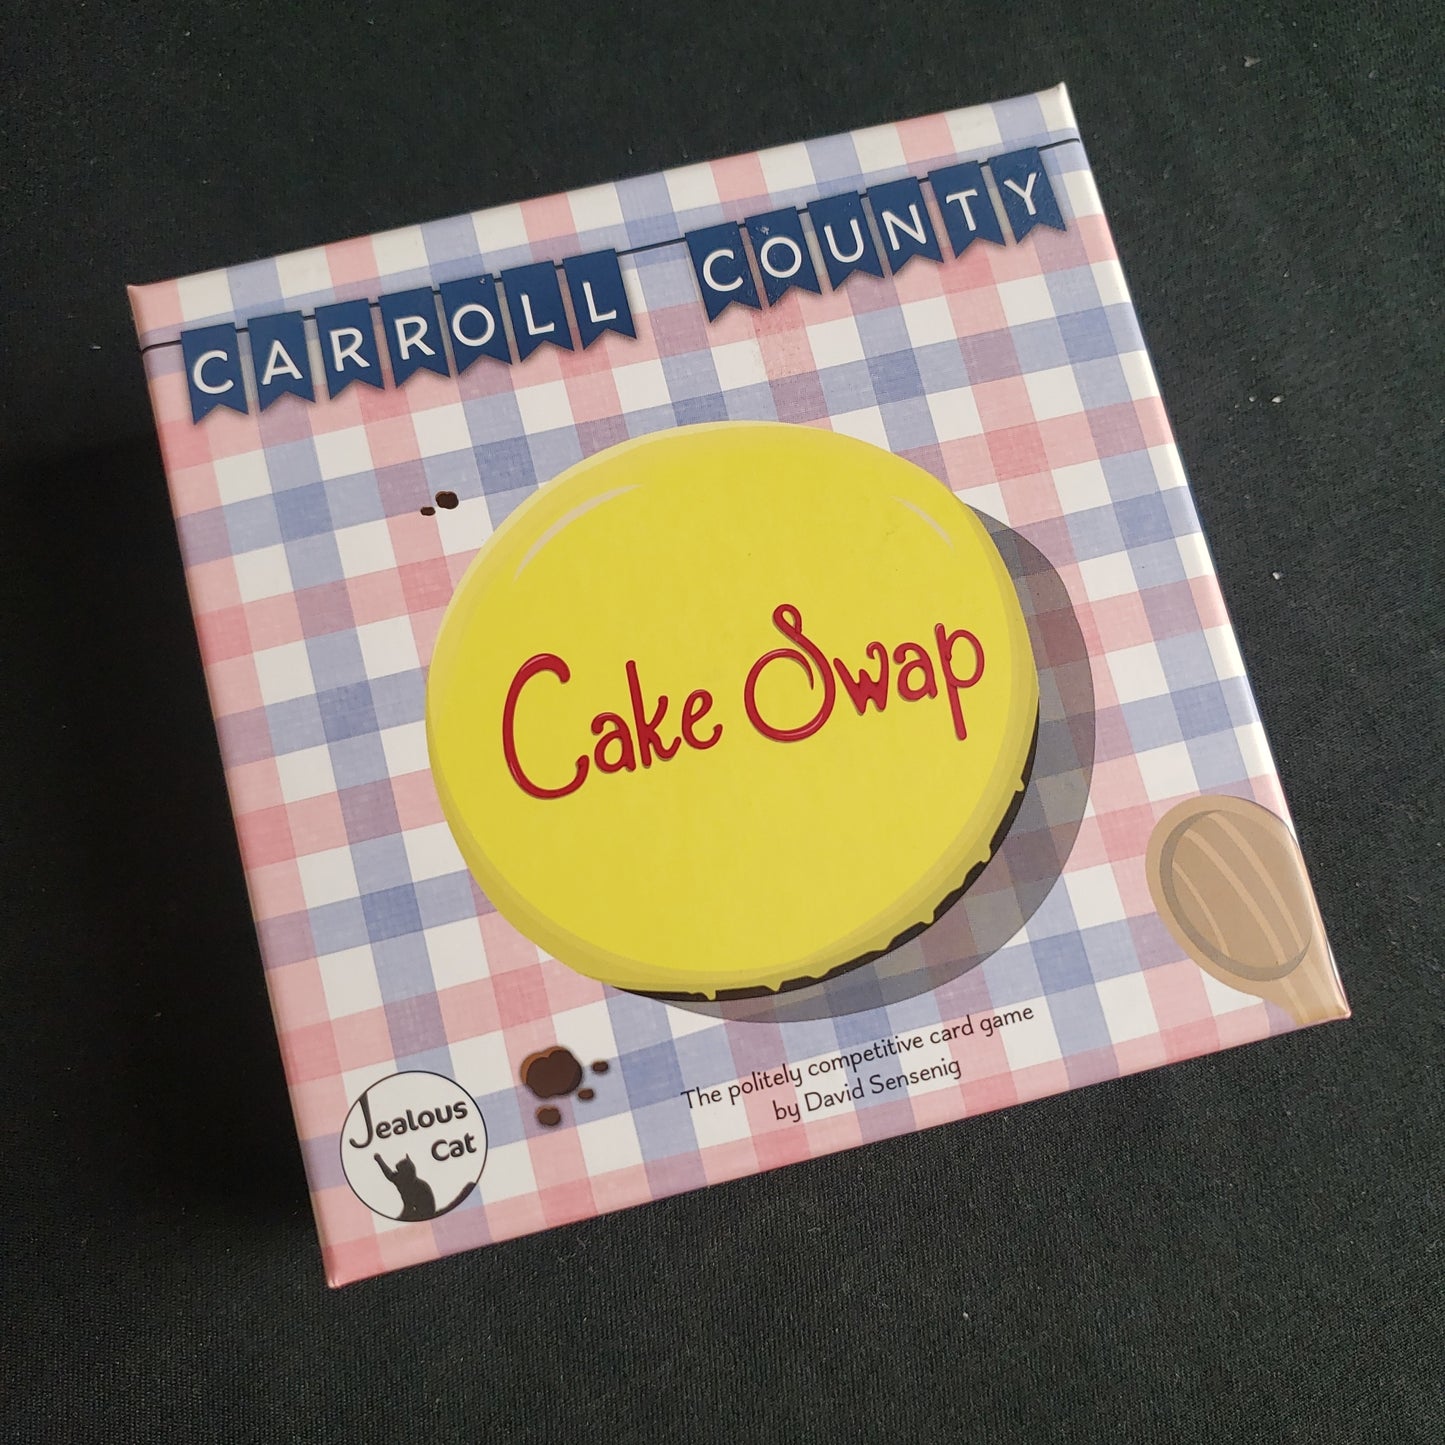 CARROLL COUNTY
Cake Swap
The politely competitive card game
by David Sensenig
Jealous
Cat